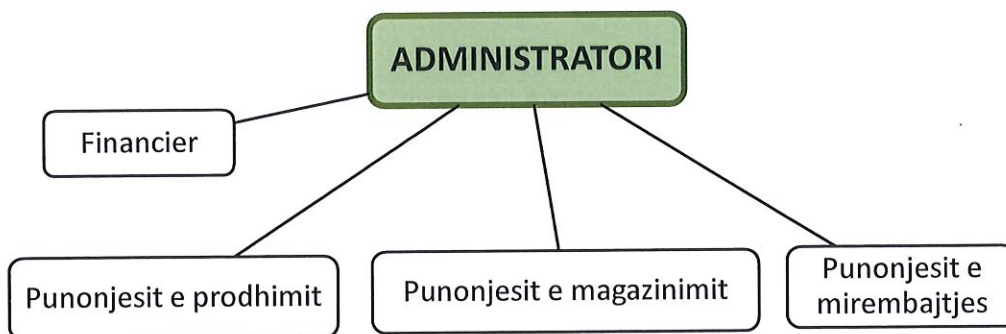 ADMINISTRATORI
Financier
Punonjesit e prodhimit
Punonjesit e magazinimit
Punonjesit e
mirembajtjes